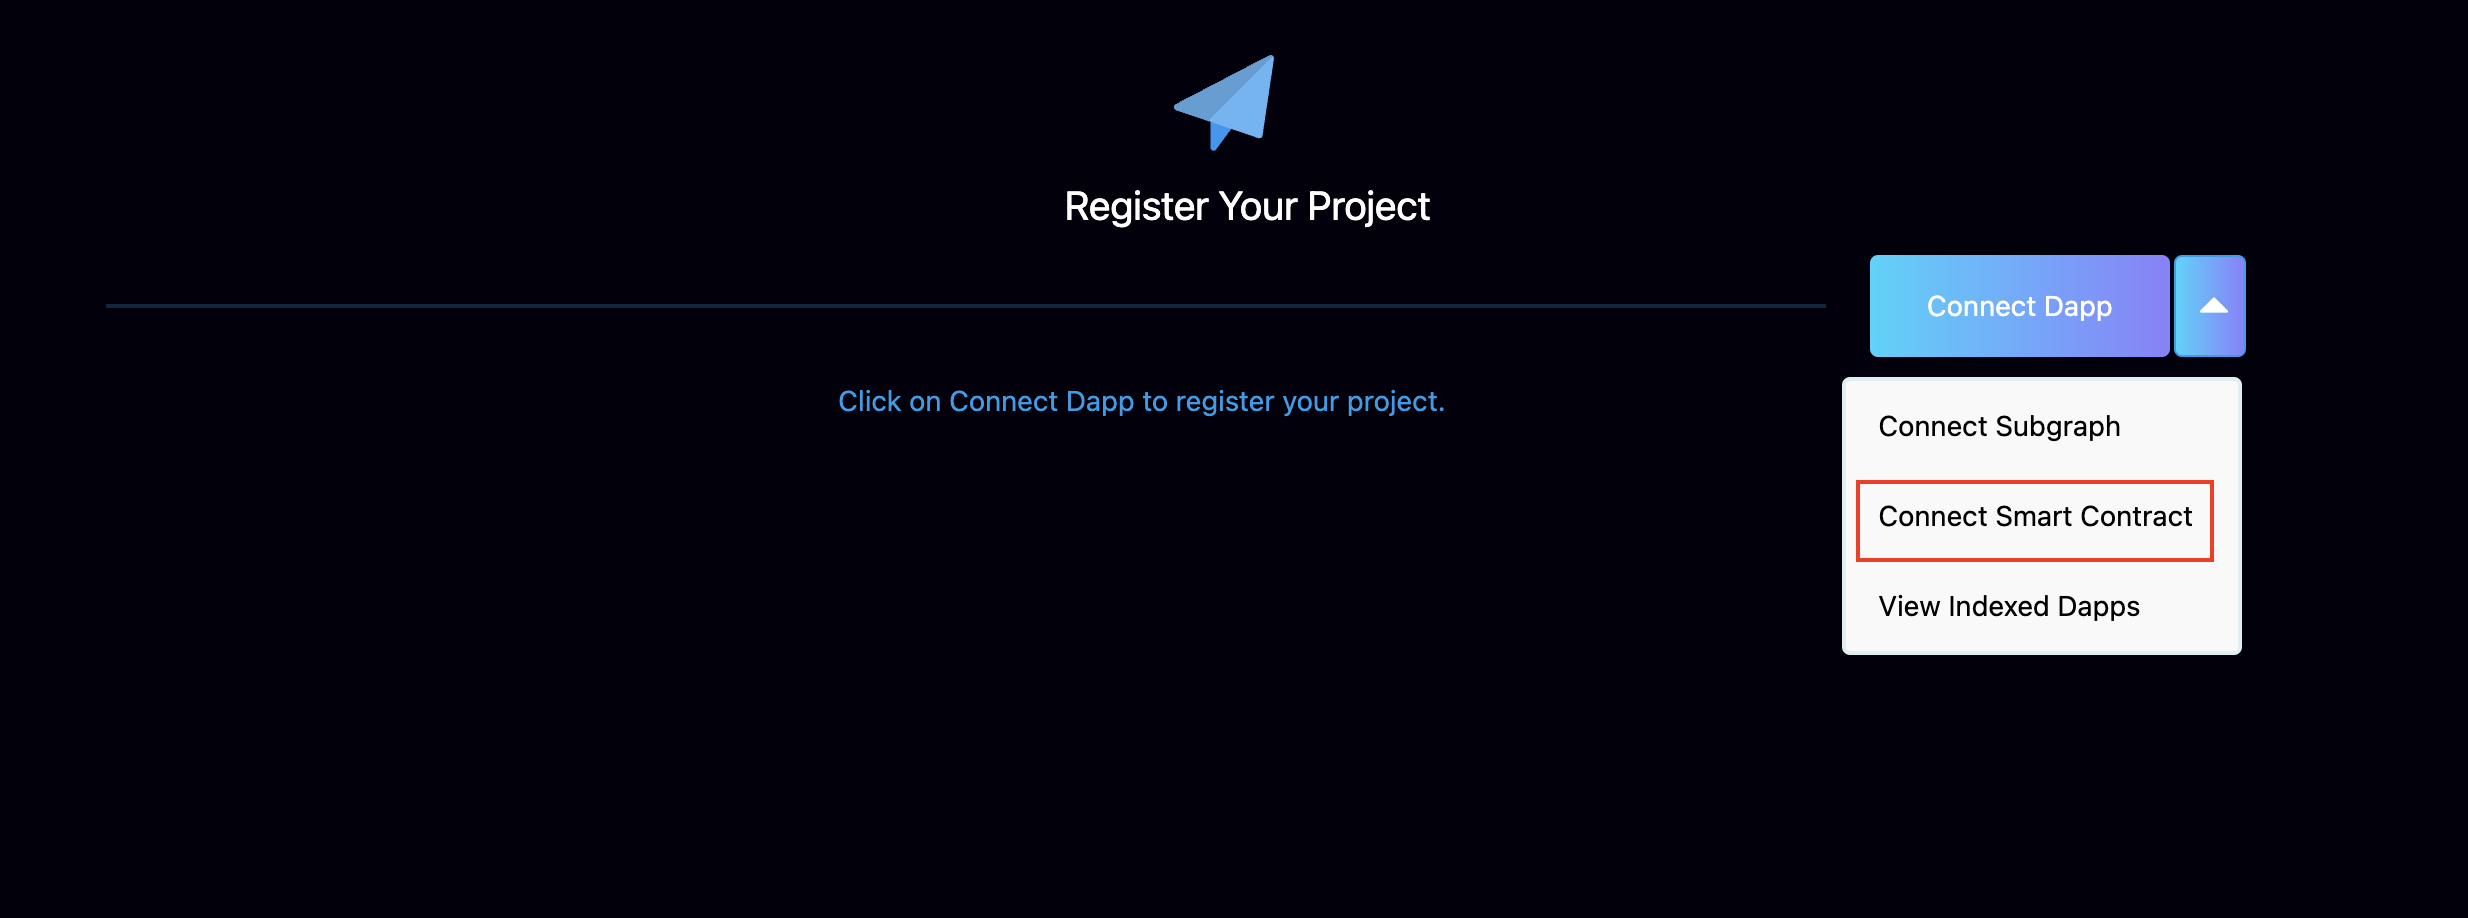 Register Your Project
Connect Dapp
Click on Connect Dapp to register your project.
Connect Subgraph
Connect Smart Contract
View Indexed Dapps